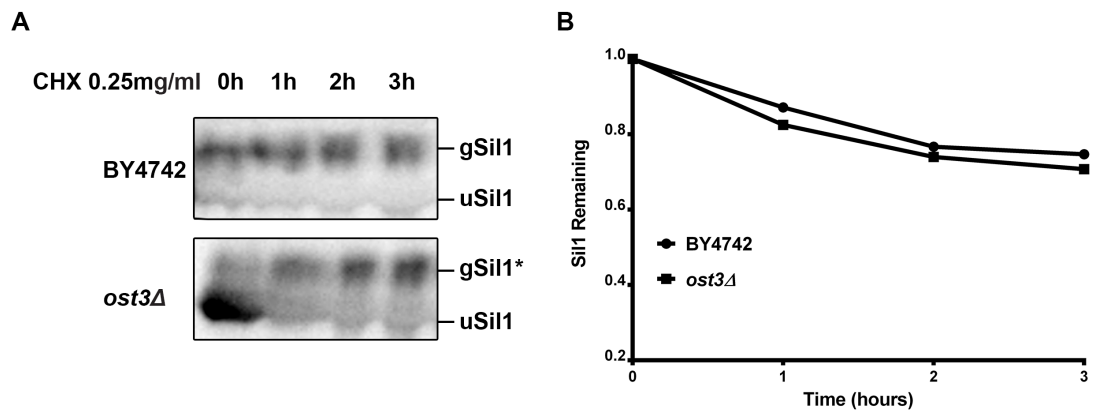 A
CHX 0.25mg/ml 0h 1h 2h 3h
BY4742
gSil1
uSil1
ost3Δ
gSil1*
uSil1
B
1.0
0.8
0.6
0.4
0.2
Sil1 Remaining
BY4742
ost3Δ
0 1 2 3
Time (hours)